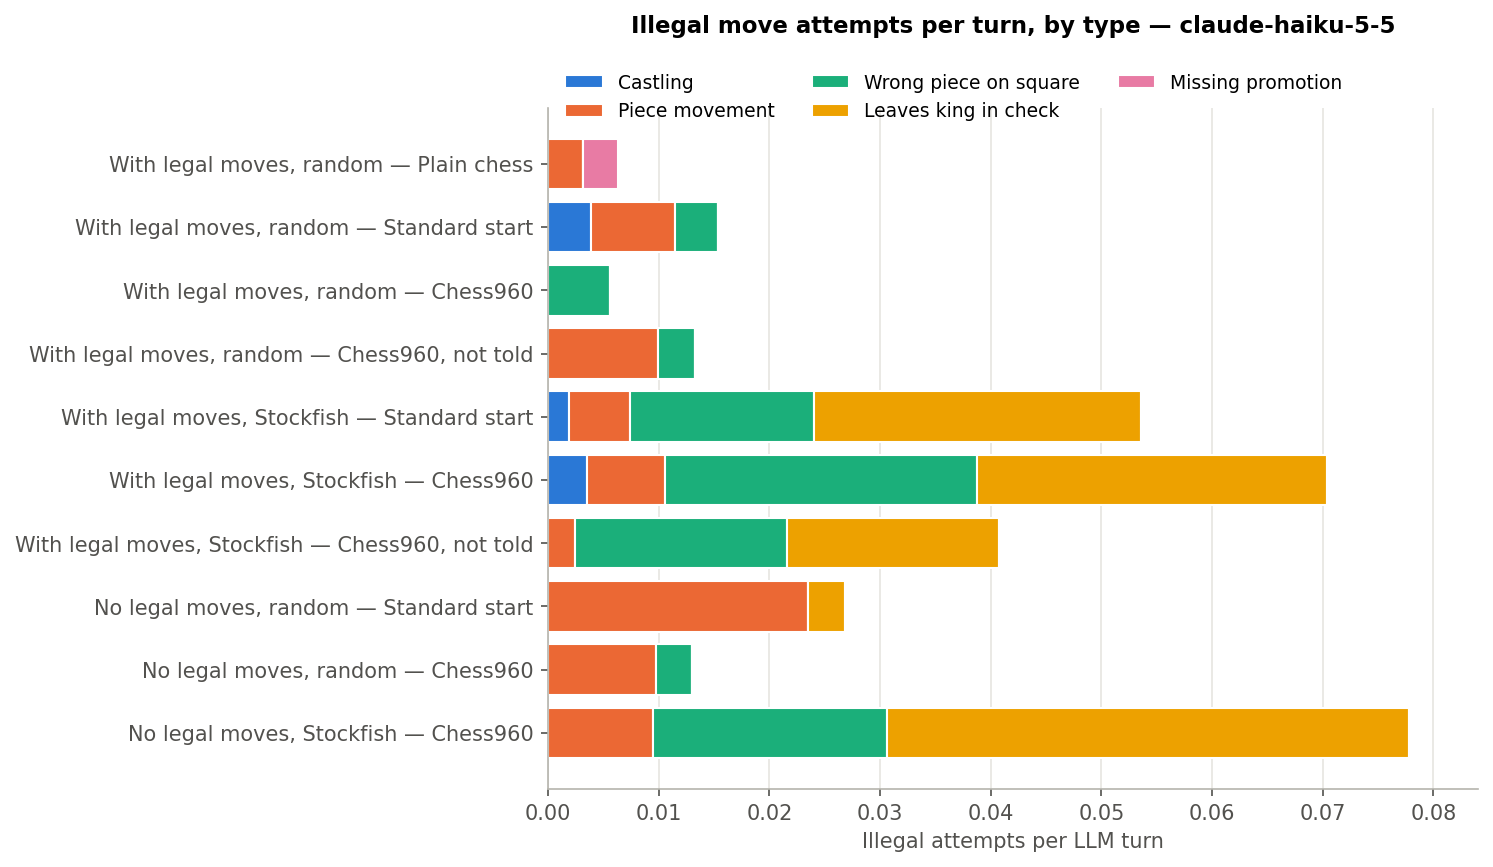 Illegal move attempts per turn, by type — claude-haiku-5-5
Castling
Piece movement
Wrong piece on square
Leaves king in check
Missing promotion
With legal moves, random — Plain chess
With legal moves, random — Standard start
With legal moves, random — Chess960
With legal moves, random — Chess960, not told
With legal moves, Stockfish — Standard start
With legal moves, Stockfish — Chess960
With legal moves, Stockfish — Chess960, not told
No legal moves, random — Standard start
No legal moves, random — Chess960
No legal moves, Stockfish — Chess960
0.00 0.01 0.02 0.03 0.04 0.05 0.06 0.07 0.08
Illegal attempts per LLM turn